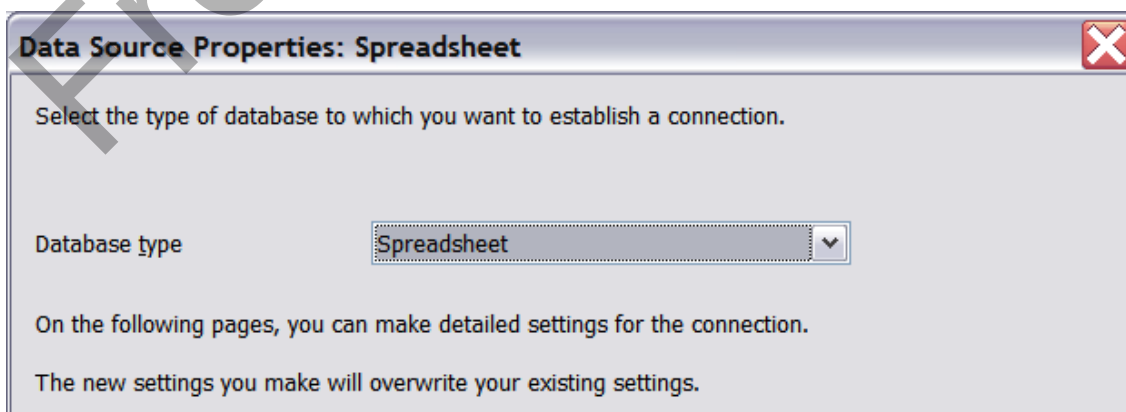 Data Source Properties: Spreadsheet
Select the type of database to which you want to establish a connection.
Database type
Spreadsheet
On the following pages, you can make detailed settings for the connection.
The new settings you make will overwrite your existing settings.